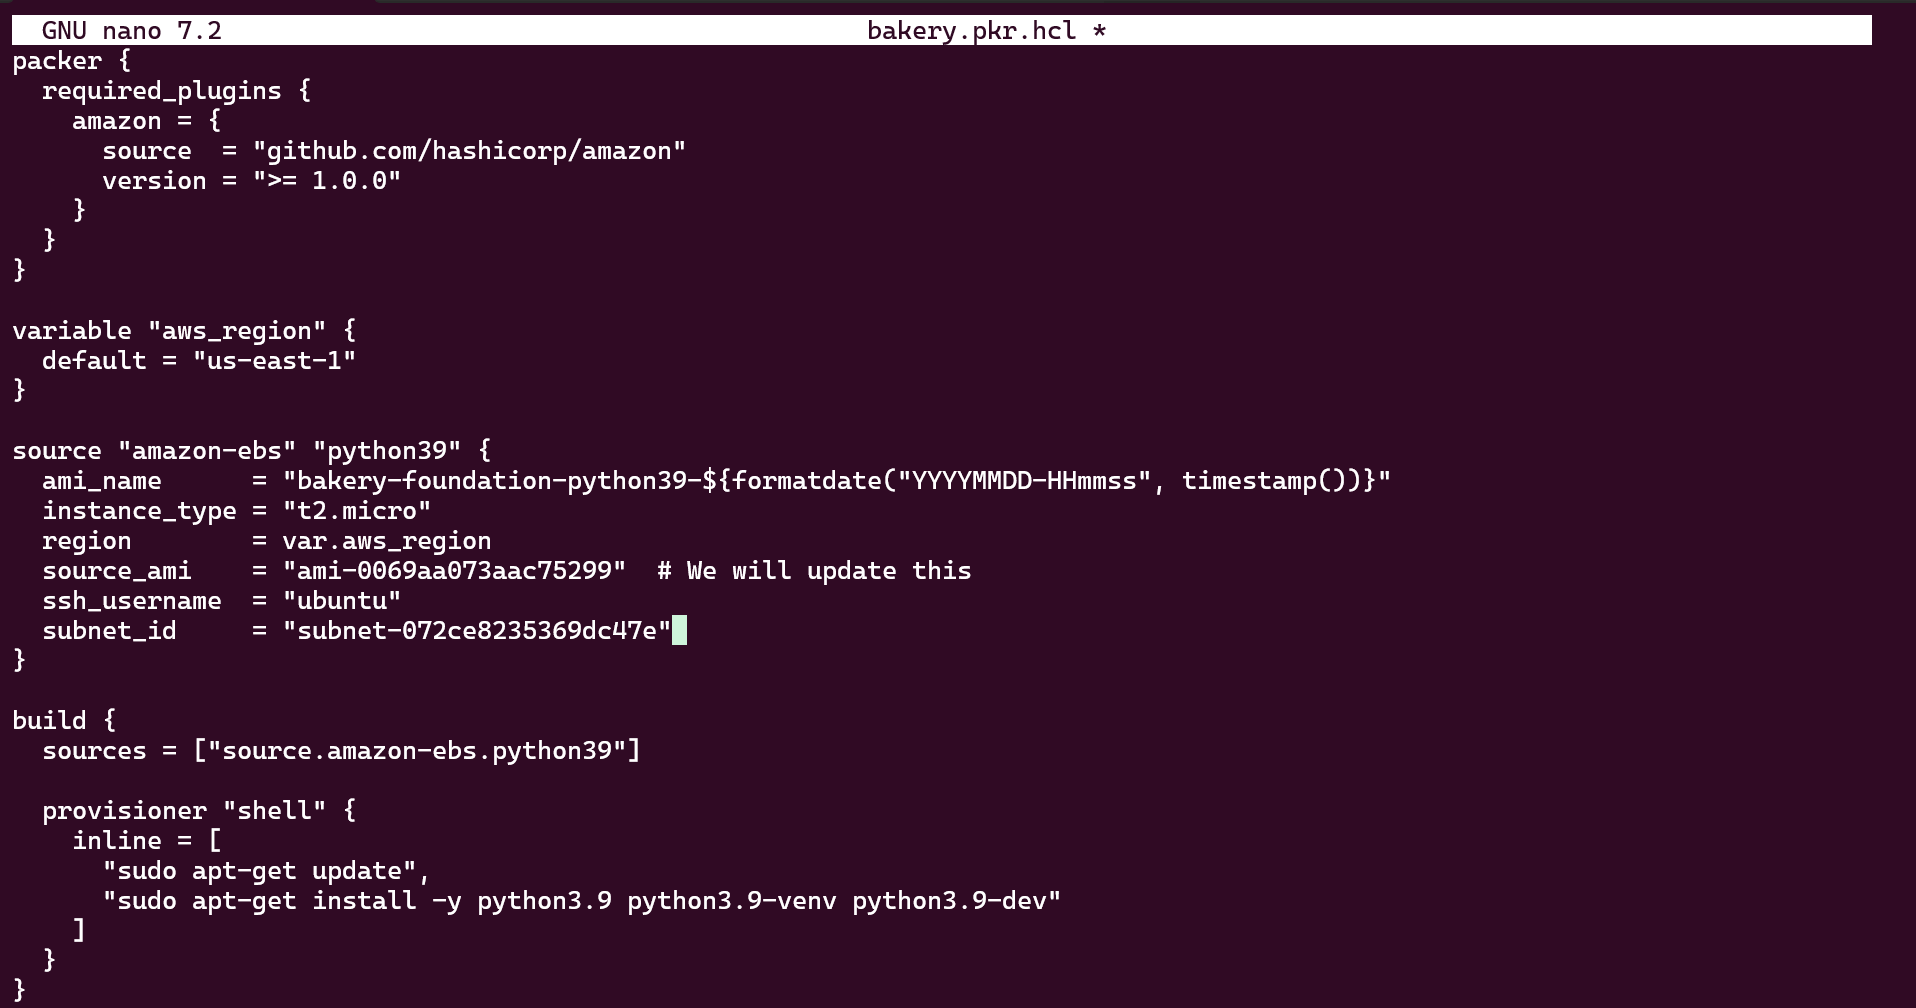 GNU nano 7.2 bakery.pkr.hcl *
packer {
  required_plugins {
    amazon = {
      source  = "github.com/hashicorp/amazon"
      version = ">= 1.0.0"
    }
  }
}

variable "aws_region" {
  default = "us-east-1"
}

source "amazon-ebs" "python39" {
  ami_name      = "bakery-foundation-python39-${formatdate("YYYYMMDD-HHmmss", timestamp())}"
  instance_type = "t2.micro"
  region        = var.aws_region
  source_ami    = "ami-0069aa073aac75299"  # We will update this
  ssh_username  = "ubuntu"
  subnet_id     = "subnet-072ce8235369dc47e"
}

build {
  sources = ["source.amazon-ebs.python39"]

  provisioner "shell" {
    inline = [
      "sudo apt-get update",
      "sudo apt-get install -y python3.9 python3.9-venv python3.9-dev"
    ]
  }
}